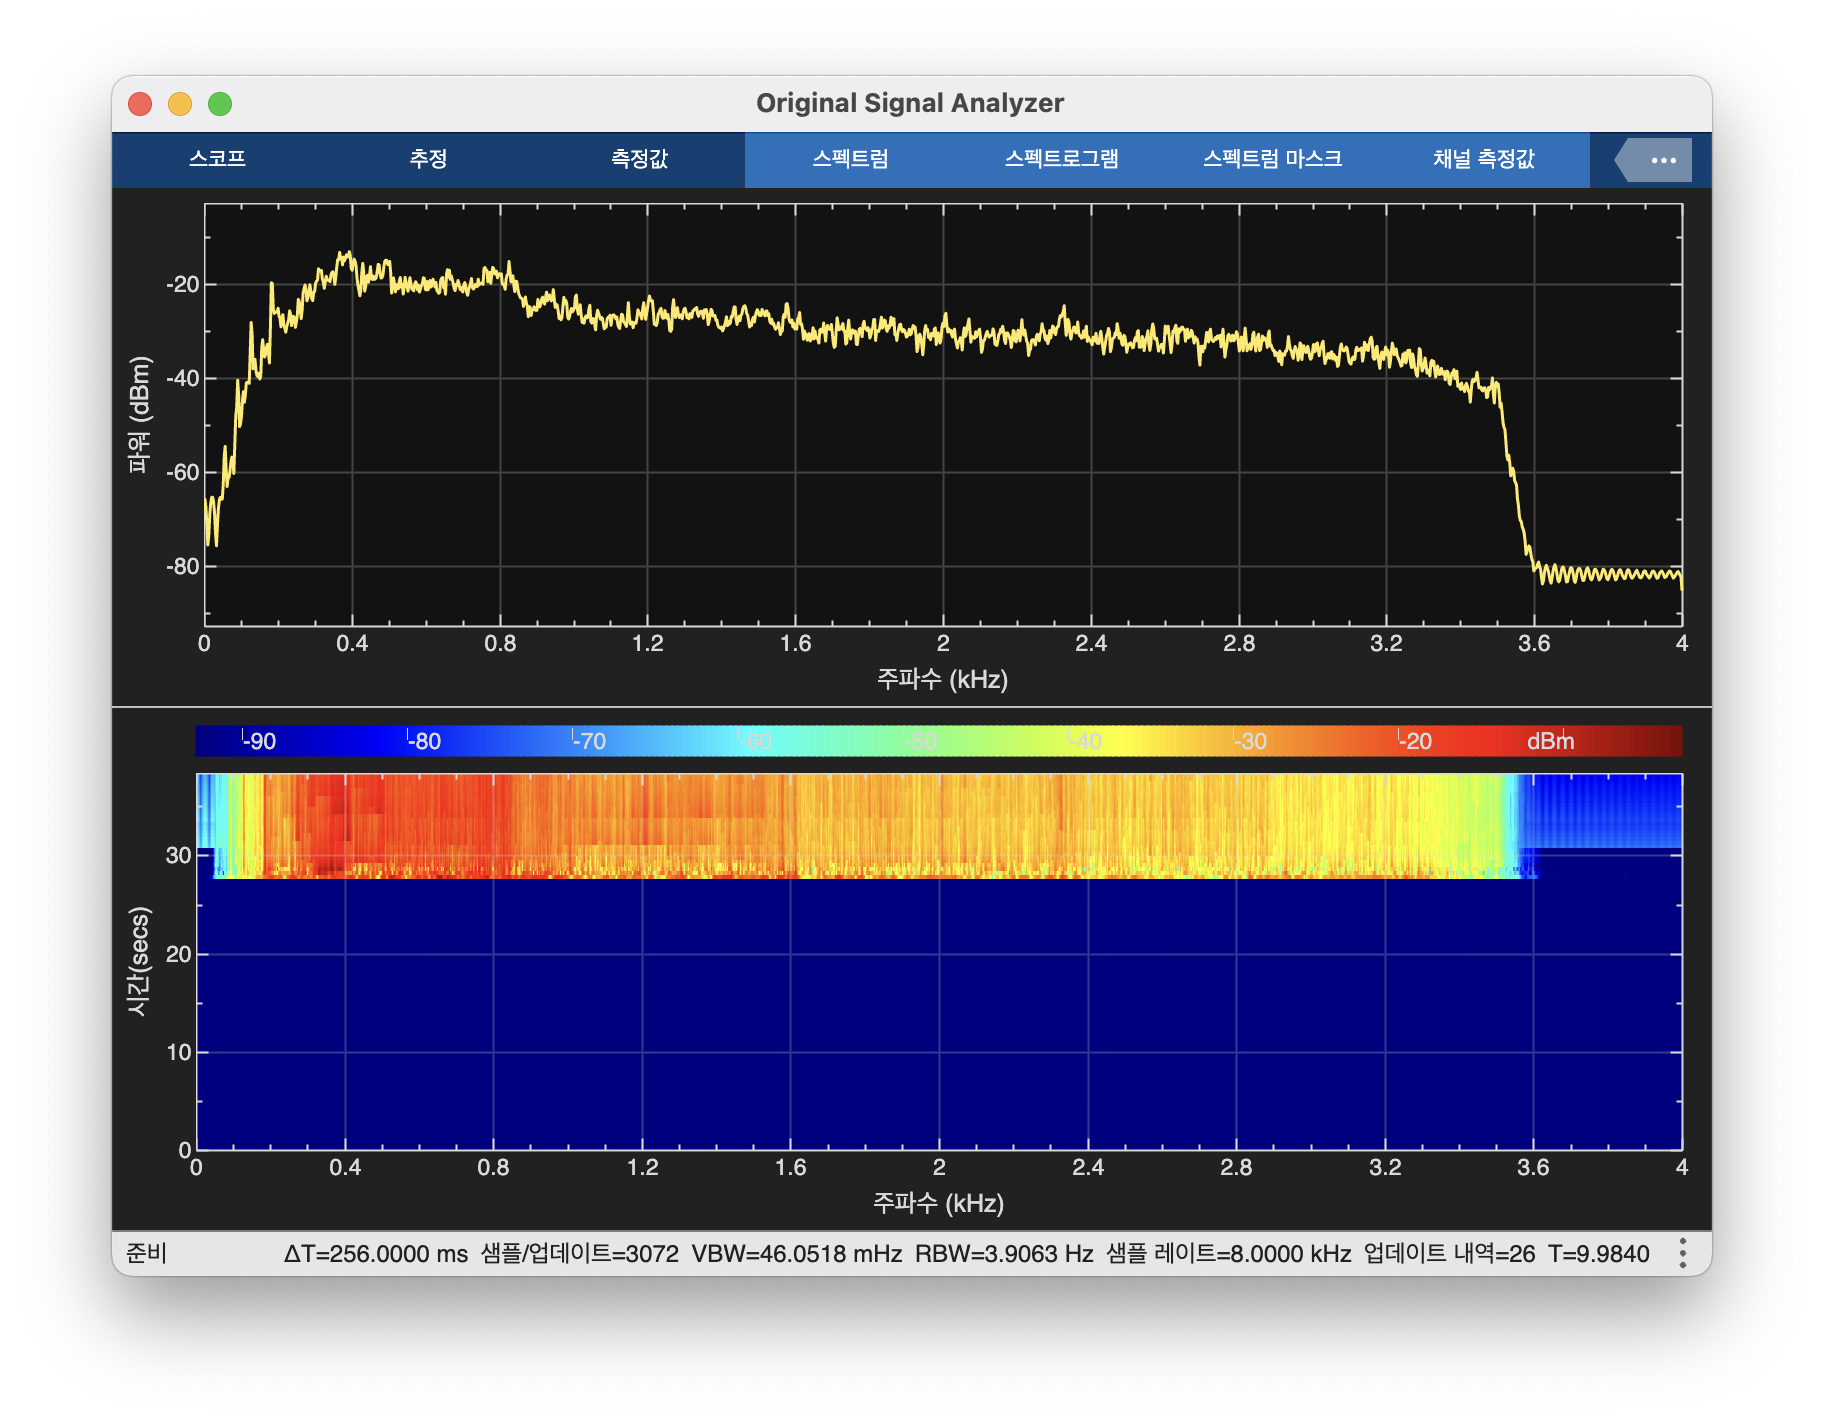 Original Signal Analyzer
스코프 추정 측정값 스펙트럼 스펙트로그램 스펙트럼 마스크 채널 측정값
파워 (dBm)
-20
-40
-60
-80
0 0.4 0.8 1.2 1.6 2 2.4 2.8 3.2 3.6 4
주파수 (kHz)
-90 -80 -70 -60 -50 -40 -30 -20 dBm
시간(secs)
30
20
10
0
0 0.4 0.8 1.2 1.6 2 2.4 2.8 3.2 3.6 4
주파수 (kHz)
준비 ΔT=256.0000 ms 샘플/업데이트=3072 VBW=46.0518 mHz RBW=3.9063 Hz 샘플 레이트=8.0000 kHz 업데이트 내역=26 T=9.9840